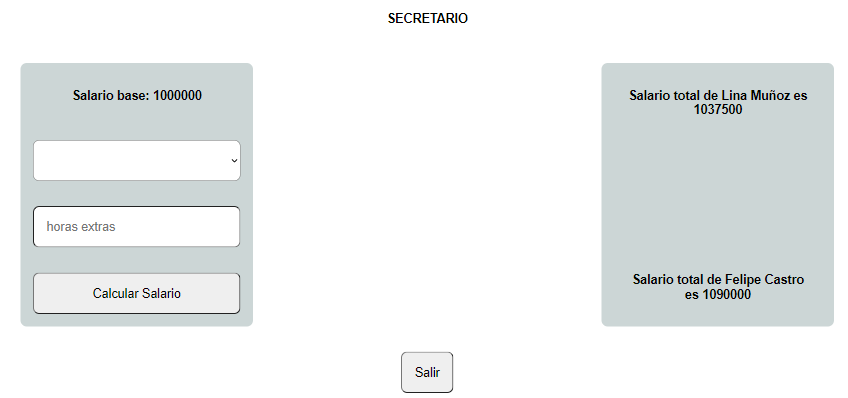 SECRETARIO
Salario base: 1000000
horas extras
Calcular Salario
Salario total de Lina Muñoz es
1037500
Salario total de Felipe Castro
es 1090000
Salir